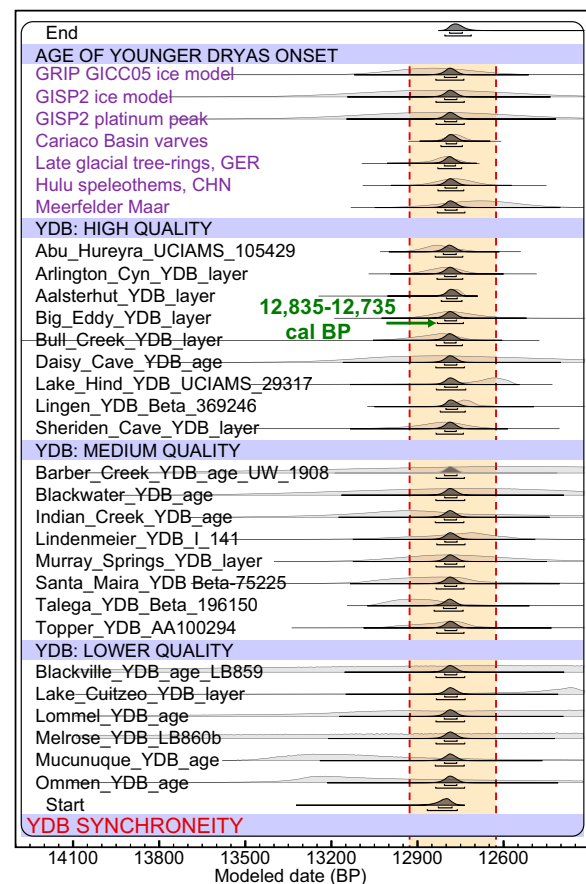 End
AGE OF YOUNGER DRYAS ONSET
GRIP GICC05 ice model
GISP2 ice model
GISP2 platinum peak
Cariaco Basin varves
Late glacial tree-rings, GER
Hulu speleothems, CHN
Meerfelder Maar
YDB: HIGH QUALITY
Abu_Hureyra_UCIAMS_105429
Arlington_Cyn_YDB_layer
Aalsterhut_YDB_layer
Big_Eddy_YDB_layer
12,835-12,735
cal BP
Bull_Creek_YDB_layer
Daisy_Cave_YDB_age
Lake_Hind_YDB_UCIAMS_29317
Lingen_YDB_Beta_369246
Sheriden_Cave_YDB_layer
YDB: MEDIUM QUALITY
Barber_Creek_YDB_age_UW_1908
Blackwater_YDB_age
Indian_Creek_YDB_age
Lindenmeier_YDB_I_141
Murray_Springs_YDB_layer
Santa_Maira_YDB Beta-75225
Talega_YDB_Beta_196150
Topper_YDB_AA100294
YDB: LOWER QUALITY
Blackville_YDB_age_LB859
Lake_Cuitzeo_YDB_layer
Lommel_YDB_age
Melrose_YDB_LB860b
Mucunuque_YDB_age
Ommen_YDB_age
Start
YDB SYNCHRONEITY
14100 13800 13500 13200 12900 12600
Modeled date (BP)